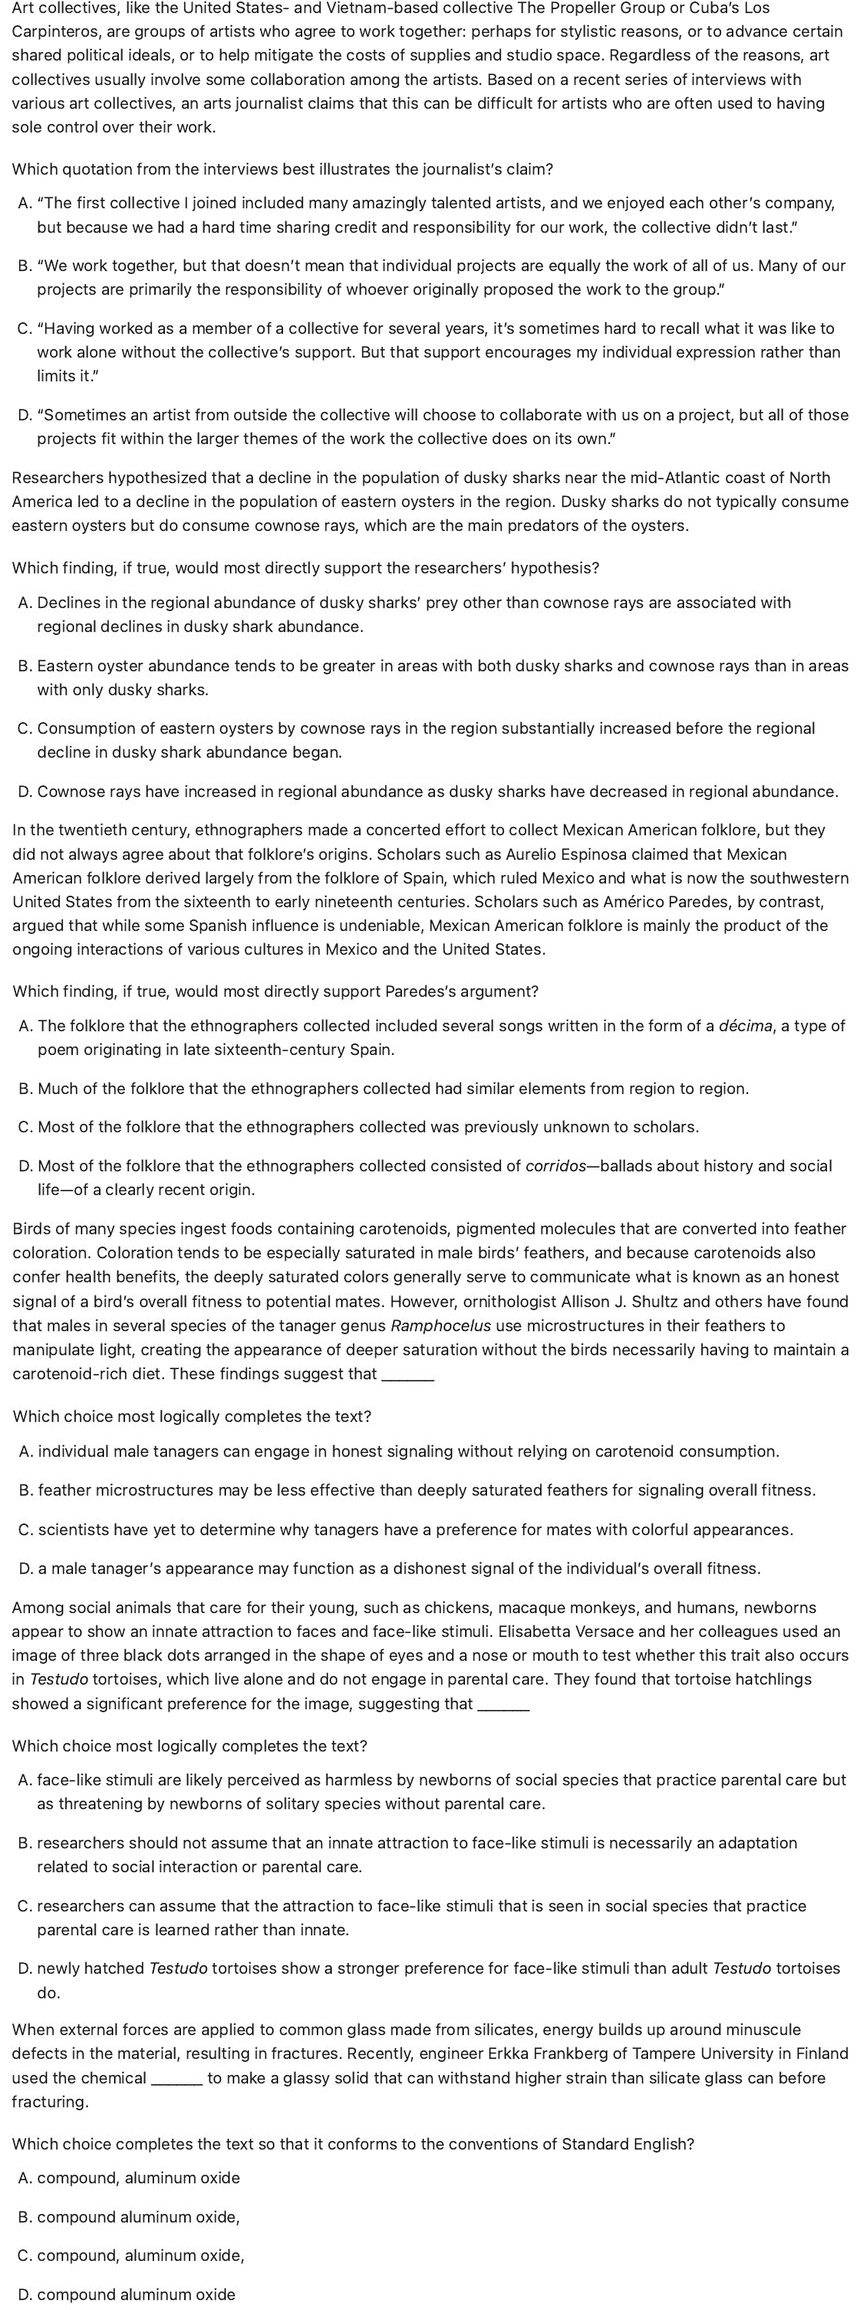 Art collectives, like the United States- and Vietnam-based collective The Propeller Group or Cuba’s Los
Carpinteros, are groups of artists who agree to work together: perhaps for stylistic reasons, or to advance certain
shared political ideals, or to help mitigate the costs of supplies and studio space. Regardless of the reasons, art
collectives usually involve some collaboration among the artists. Based on a recent series of interviews with
various art collectives, an arts journalist claims that this can be difficult for artists who are often used to having
sole control over their work.
Which quotation from the interviews best illustrates the journalist’s claim?
A. “The first collective I joined included many amazingly talented artists, and we enjoyed each other’s company,
but because we had a hard time sharing credit and responsibility for our work, the collective didn’t last.”
B. “We work together, but that doesn’t mean that individual projects are equally the work of all of us. Many of our
projects are primarily the responsibility of whoever originally proposed the work to the group.”
C. “Having worked as a member of a collective for several years, it’s sometimes hard to recall what it was like to
work alone without the collective’s support. But that support encourages my individual expression rather than
limits it.”
D. “Sometimes an artist from outside the collective will choose to collaborate with us on a project, but all of those
projects fit within the larger themes of the work the collective does on its own.”
Researchers hypothesized that a decline in the population of dusky sharks near the mid-Atlantic coast of North
America led to a decline in the population of eastern oysters in the region. Dusky sharks do not typically consume
eastern oysters but do consume cownose rays, which are the main predators of the oysters.
Which finding, if true, would most directly support the researchers’ hypothesis?
A. Declines in the regional abundance of dusky sharks’ prey other than cownose rays are associated with
regional declines in dusky shark abundance.
B. Eastern oyster abundance tends to be greater in areas with both dusky sharks and cownose rays than in areas
with only dusky sharks.
C. Consumption of eastern oysters by cownose rays in the region substantially increased before the regional
decline in dusky shark abundance began.
D. Cownose rays have increased in regional abundance as dusky sharks have decreased in regional abundance.
In the twentieth century, ethnographers made a concerted effort to collect Mexican American folklore, but they
did not always agree about that folklore’s origins. Scholars such as Aurelio Espinosa claimed that Mexican
American folklore derived largely from the folklore of Spain, which ruled Mexico and what is now the southwestern
United States from the sixteenth to early nineteenth centuries. Scholars such as Américo Paredes, by contrast,
argued that while some Spanish influence is undeniable, Mexican American folklore is mainly the product of the
ongoing interactions of various cultures in Mexico and the United States.
Which finding, if true, would most directly support Paredes’s argument?
A. The folklore that the ethnographers collected included several songs written in the form of a décima, a type of
poem originating in late sixteenth-century Spain.
B. Much of the folklore that the ethnographers collected had similar elements from region to region.
C. Most of the folklore that the ethnographers collected was previously unknown to scholars.
D. Most of the folklore that the ethnographers collected consisted of corridos—ballads about history and social
life—of a clearly recent origin.
Birds of many species ingest foods containing carotenoids, pigmented molecules that are converted into feather
coloration. Coloration tends to be especially saturated in male birds’ feathers, and because carotenoids also
confer health benefits, the deeply saturated colors generally serve to communicate what is known as an honest
signal of a bird’s overall fitness to potential mates. However, ornithologist Allison J. Shultz and others have found
that males in several species of the tanager genus Ramphocelus use microstructures in their feathers to
manipulate light, creating the appearance of deeper saturation without the birds necessarily having to maintain a
carotenoid-rich diet. These findings suggest that ______
Which choice most logically completes the text?
A. individual male tanagers can engage in honest signaling without relying on carotenoid consumption.
B. feather microstructures may be less effective than deeply saturated feathers for signaling overall fitness.
C. scientists have yet to determine why tanagers have a preference for mates with colorful appearances.
D. a male tanager’s appearance may function as a dishonest signal of the individual’s overall fitness.
Among social animals that care for their young, such as chickens, macaque monkeys, and humans, newborns
appear to show an innate attraction to faces and face-like stimuli. Elisabetta Versace and her colleagues used an
image of three black dots arranged in the shape of eyes and a nose or mouth to test whether this trait also occurs
in Testudo tortoises, which live alone and do not engage in parental care. They found that tortoise hatchlings
showed a significant preference for the image, suggesting that ______
Which choice most logically completes the text?
A. face-like stimuli are likely perceived as harmless by newborns of social species that practice parental care but
as threatening by newborns of solitary species without parental care.
B. researchers should not assume that an innate attraction to face-like stimuli is necessarily an adaptation
related to social interaction or parental care.
C. researchers can assume that the attraction to face-like stimuli that is seen in social species that practice
parental care is learned rather than innate.
D. newly hatched Testudo tortoises show a stronger preference for face-like stimuli than adult Testudo tortoises
do.
When external forces are applied to common glass made from silicates, energy builds up around minuscule
defects in the material, resulting in fractures. Recently, engineer Erkka Frankberg of Tampere University in Finland
used the chemical ______ to make a glassy solid that can withstand higher strain than silicate glass can before
fracturing.
Which choice completes the text so that it conforms to the conventions of Standard English?
A. compound, aluminum oxide
B. compound aluminum oxide,
C. compound, aluminum oxide,
D. compound aluminum oxide